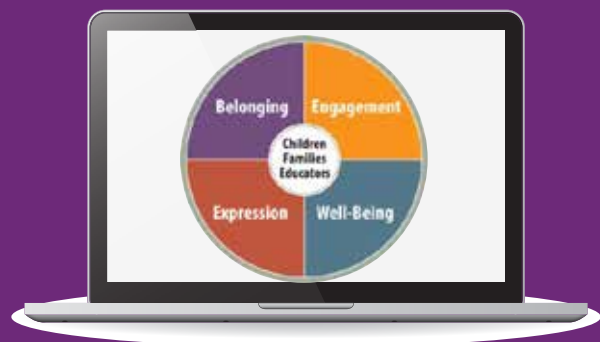 Belonging
Engagement
Children
Families
Educators
Expression
Well-Being